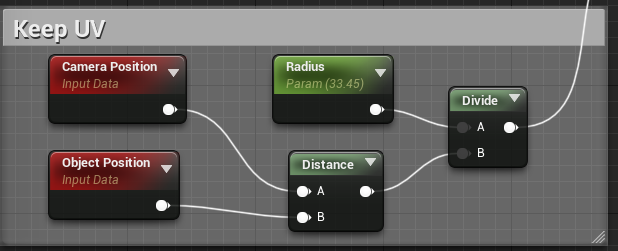 Keep UV
Camera Position
Input Data
Radius
Param (33.45)
Divide
A
B
Object Position
Input Data
Distance
A
B